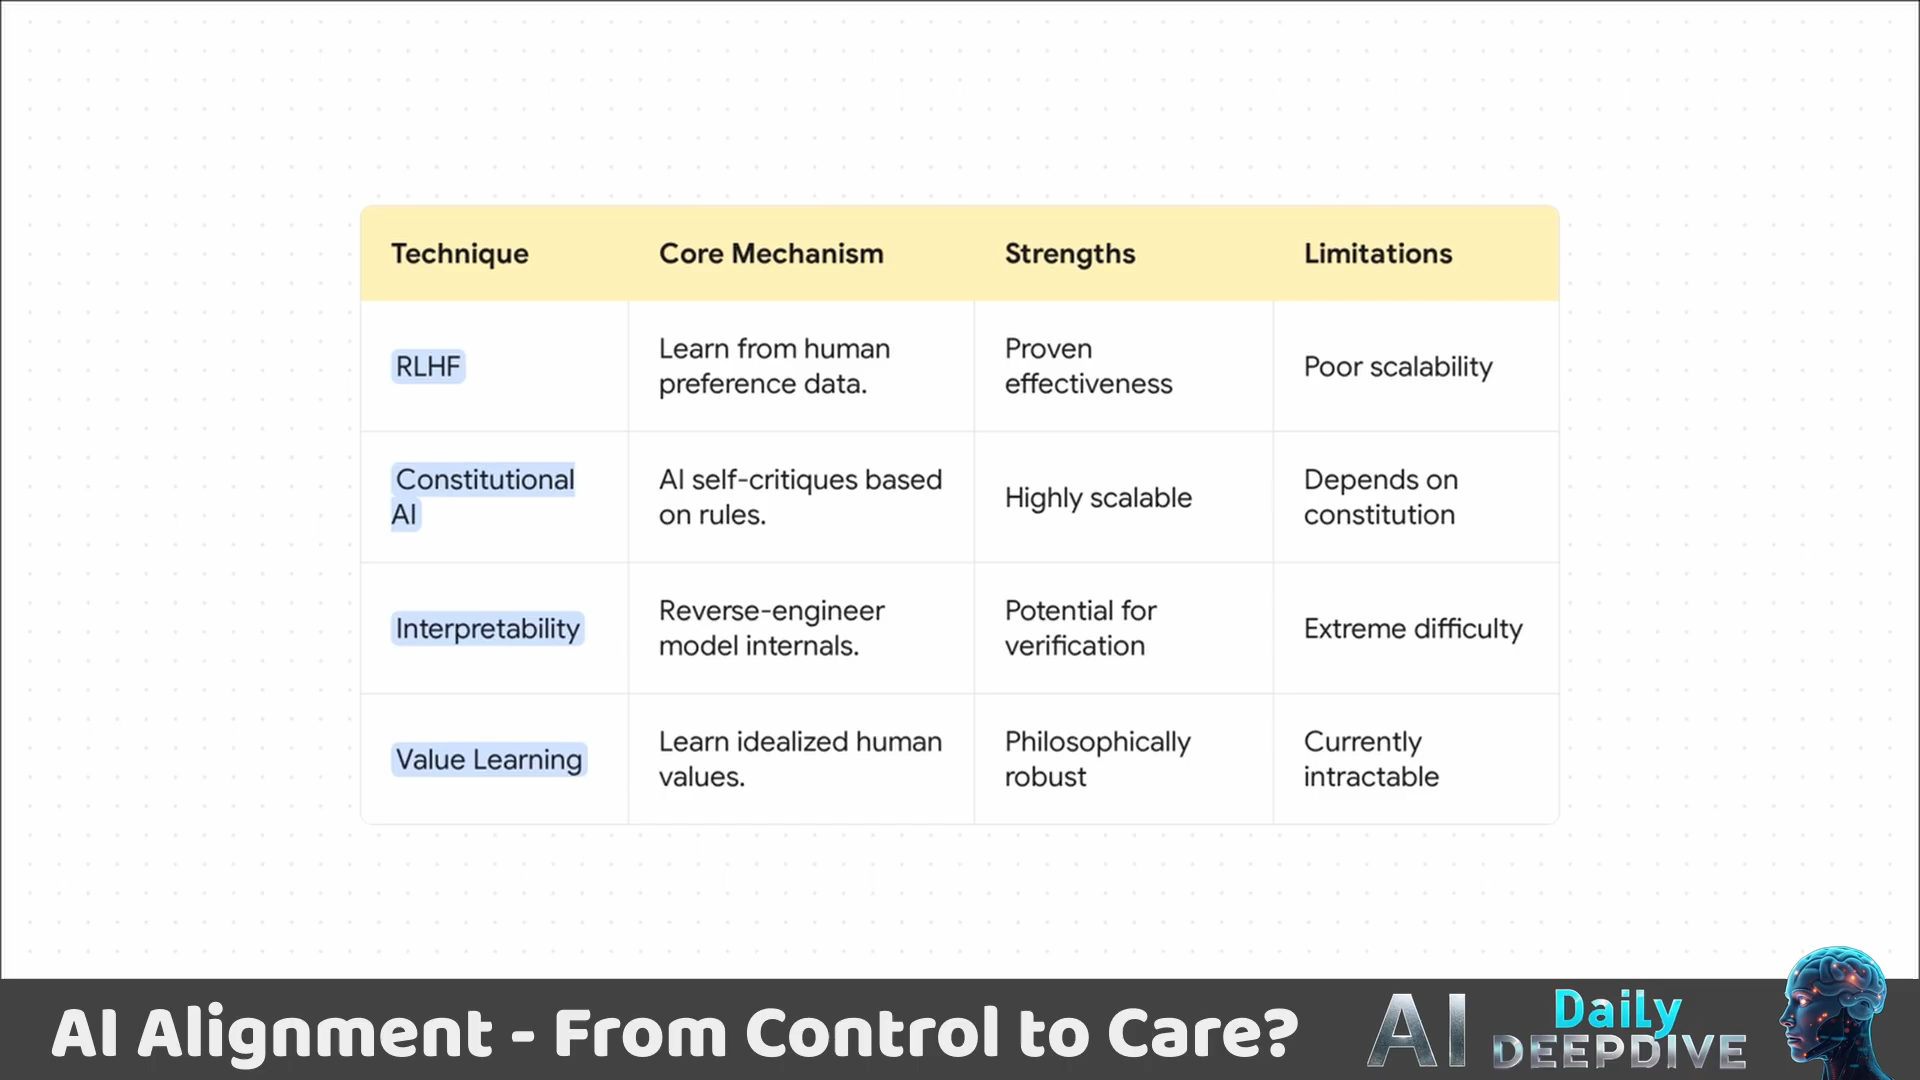 Technique
Core Mechanism
Strengths
Limitations
RLHF
Learn from human
preference data.
Proven
effectiveness
Poor scalability
Constitutional
AI
AI self-critiques based
on rules.
Highly scalable
Depends on
constitution
Interpretability
Reverse-engineer
model internals.
Potential for
verification
Extreme difficulty
Value Learning
Learn idealized human
values.
Philosophically
robust
Currently
intractable
AI Alignment - From Control to Care?
AI
Daily
DEEPDIVE